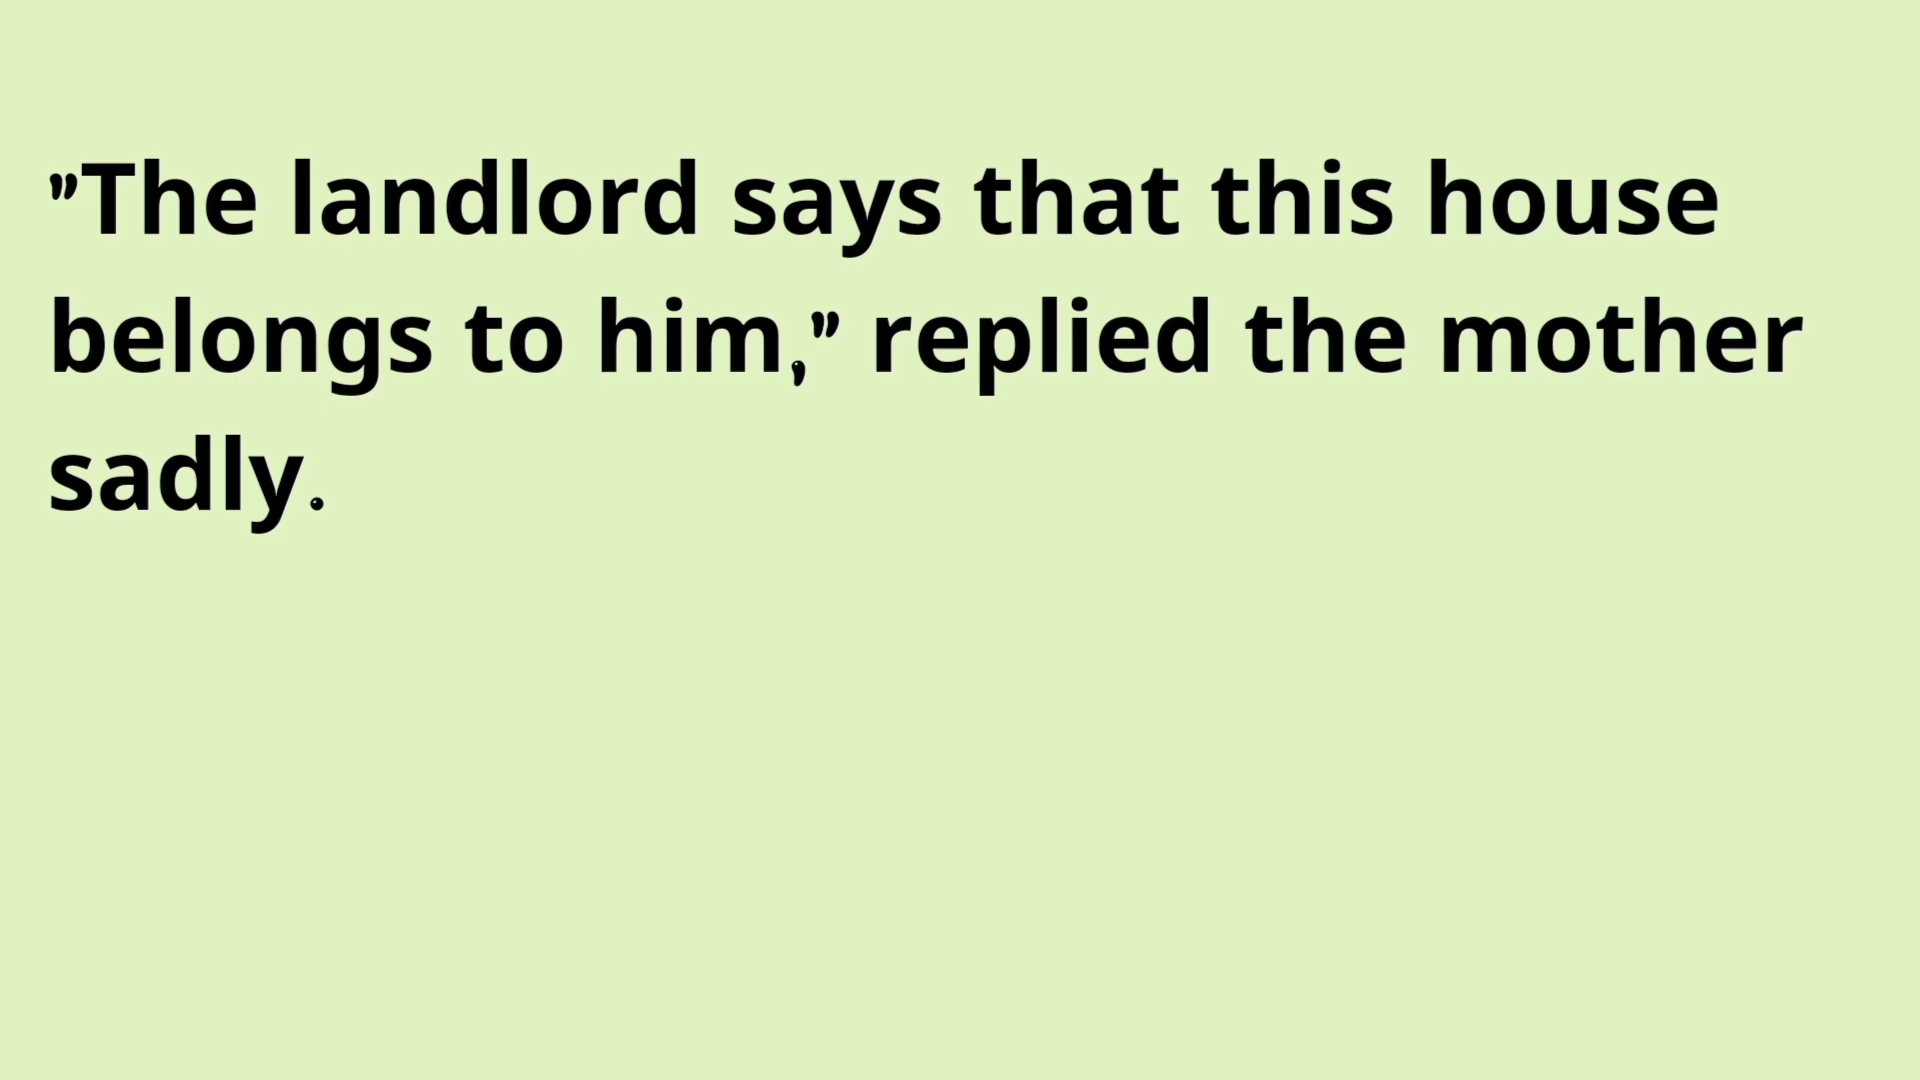 ”The landlord says that this house
belongs to him,” replied the mother
sadly.